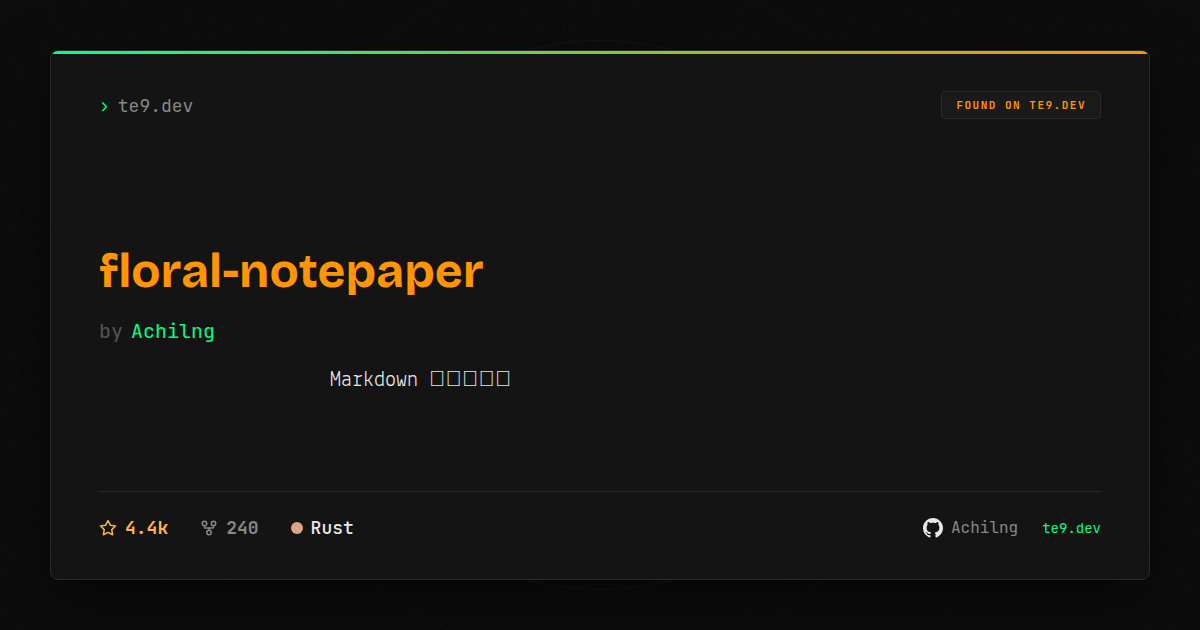 › te9.dev
FOUND ON TE9.DEV
floral-notepaper
by Achilng
Markdown
4.4k
240
Rust
Achilng
te9.dev